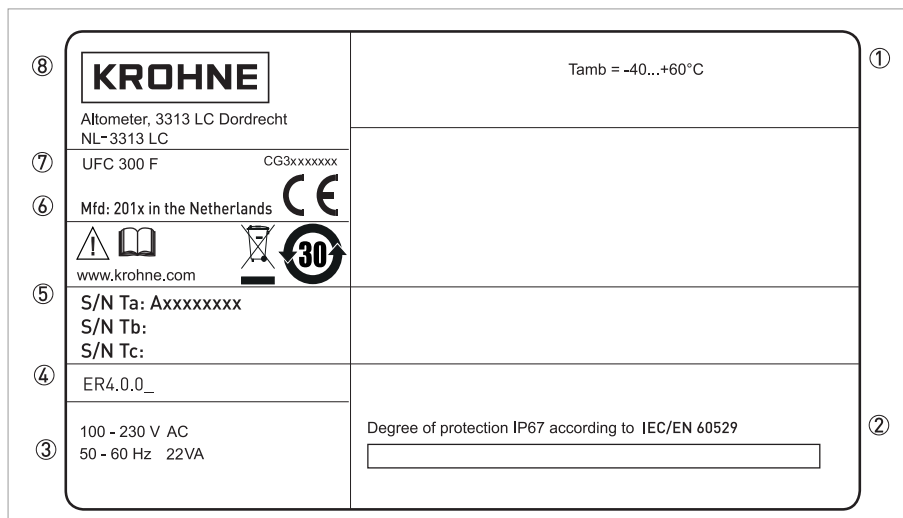 ⑧
KROHNE
Altometer, 3313 LC Dordrecht
NL-3313 LC
⑦
UFC 300 F CG3xxxxxxx
CE
⑥
Mfd: 201x in the Netherlands
30
www.krohne.com
⑤
S/N Ta: Axxxxxxxx
S/N Tb:
S/N Tc:
④
ER4.0.0_
③
100 - 230 V AC
50 - 60 Hz 22VA
Tamb = -40...+60°C
①
Degree of protection IP67 according to IEC/EN 60529
②